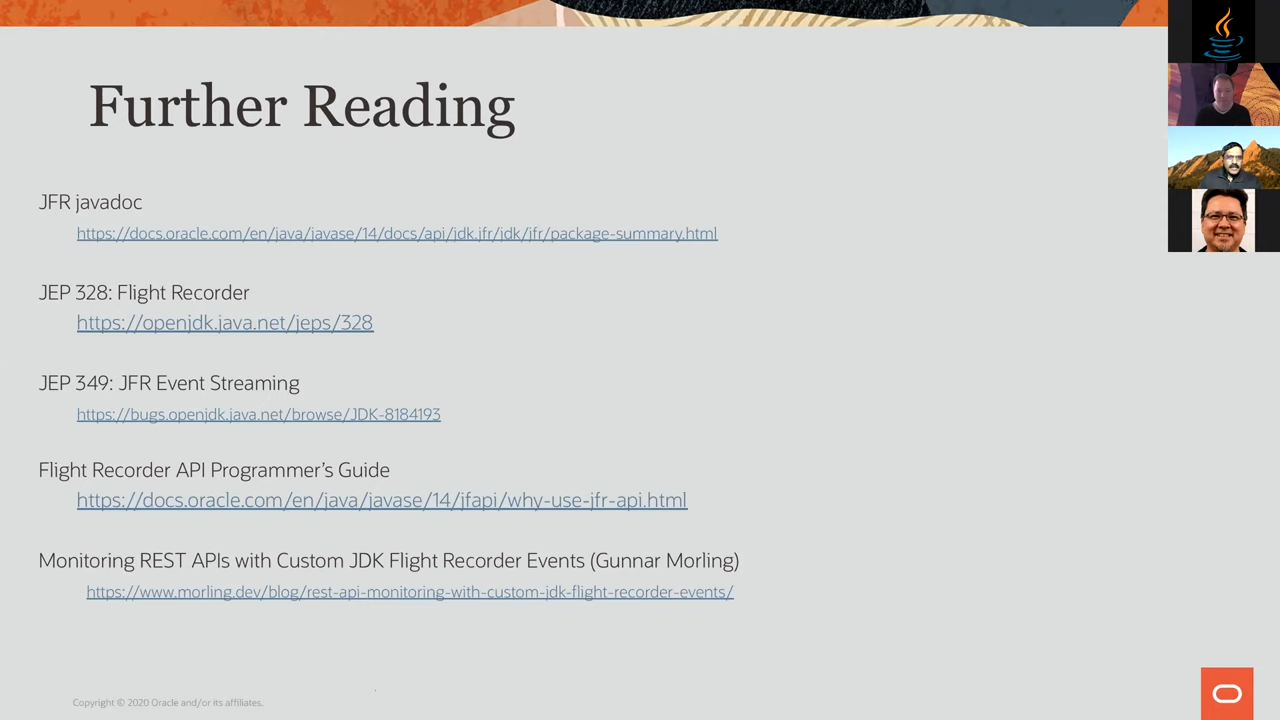 Further Reading
JFR javadoc
https://docs.oracle.com/en/java/javase/14/docs/api/jdk.jfr/jdk/jfr/package-summary.html
JEP 328: Flight Recorder
https://openjdk.java.net/jeps/328
JEP 349: JFR Event Streaming
https://bugs.openjdk.java.net/browse/JDK-8184193
Flight Recorder API Programmer’s Guide
https://docs.oracle.com/en/java/javase/14/jfapi/why-use-jfr-api.html
Monitoring REST APIs with Custom JDK Flight Recorder Events (Gunnar Morling)
https://www.morling.dev/blog/rest-api-monitoring-with-custom-jdk-flight-recorder-events/
Copyright © 2020 Oracle and/or its affiliates.